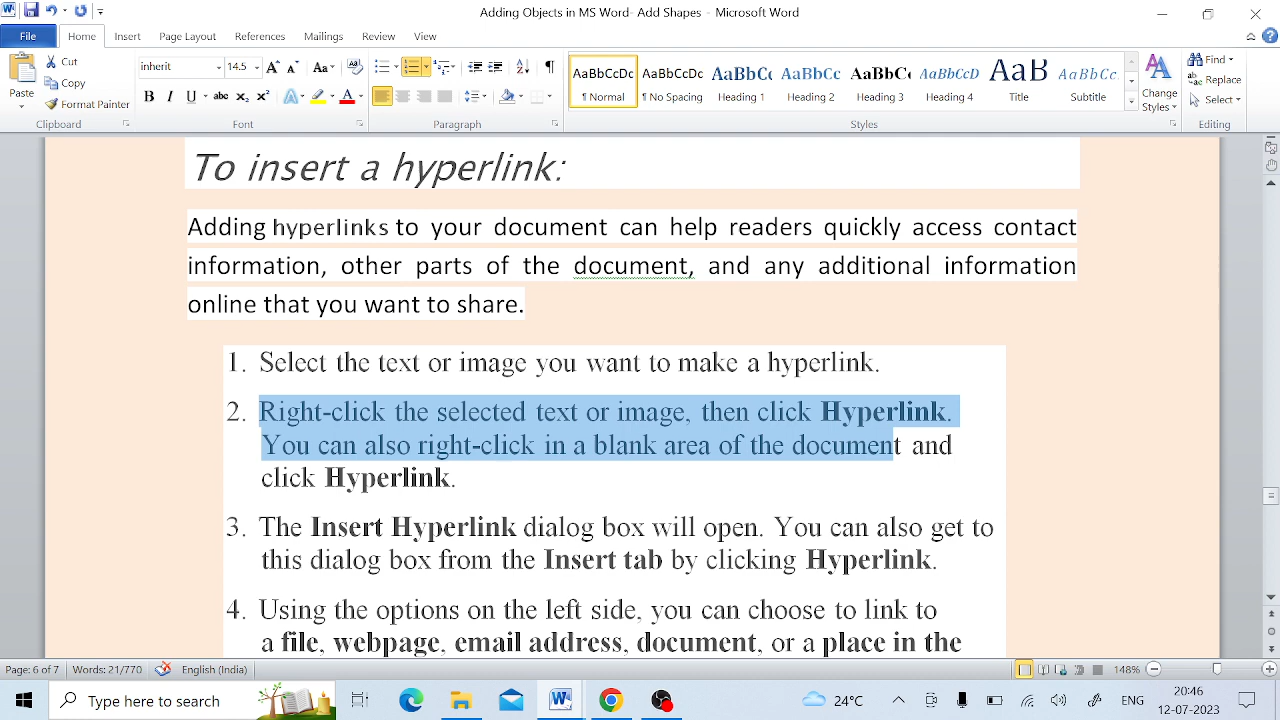 Adding Objects in MS Word- Add Shapes - Microsoft Word
File Home Insert Page Layout References Mailings Review View
Paste Cut Copy Format Painter
inherit 14.5
Find Replace Select
AaBbCcDc AaBbCcDc AaBbC( AaBbCc AaBbC( AaBbCcD AaB AaBbCc.
¶ Normal ¶ No Spacing Heading 1 Heading 2 Heading 3 Heading 4 Title Subtitle
Change Styles
Clipboard Font Paragraph Styles Editing
To insert a hyperlink:
Adding hyperlinks to your document can help readers quickly access contact
information, other parts of the document, and any additional information
online that you want to share.
1. Select the text or image you want to make a hyperlink.
2. Right-click the selected text or image, then click Hyperlink.
You can also right-click in a blank area of the document and
click Hyperlink.
3. The Insert Hyperlink dialog box will open. You can also get to
this dialog box from the Insert tab by clicking Hyperlink.
4. Using the options on the left side, you can choose to link to
a file, webpage, email address, document, or a place in the
Page: 6 of 7 Words: 21/770 English (India) 148%
Type here to search 24°C ENG 20:46
12-07-2023